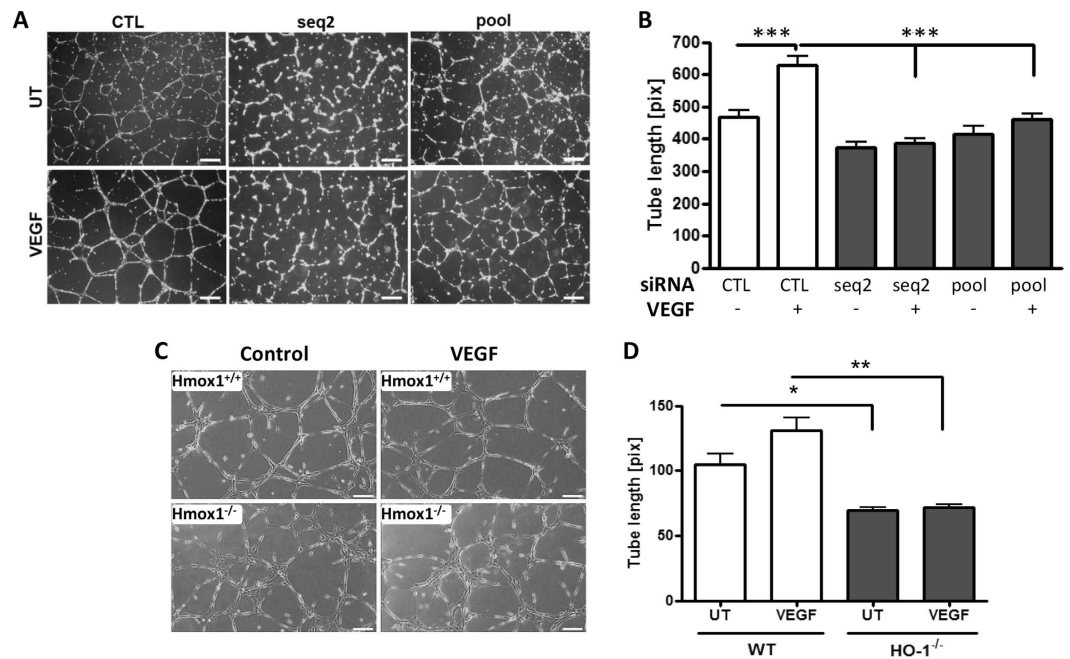 A
CTL seq2 pool
UT
VEGF
B
*** ***
Tube length [pix]
700
600
500
400
300
200
100
0
siRNA CTL CTL seq2 seq2 pool pool
VEGF - + - + - +
C
Control VEGF
Hmox1+/+ Hmox1+/+
Hmox1-/- Hmox1-/-
D
**
*
Tube length [pix]
150
100
50
0
UT VEGF UT VEGF
WT HO-1-/-